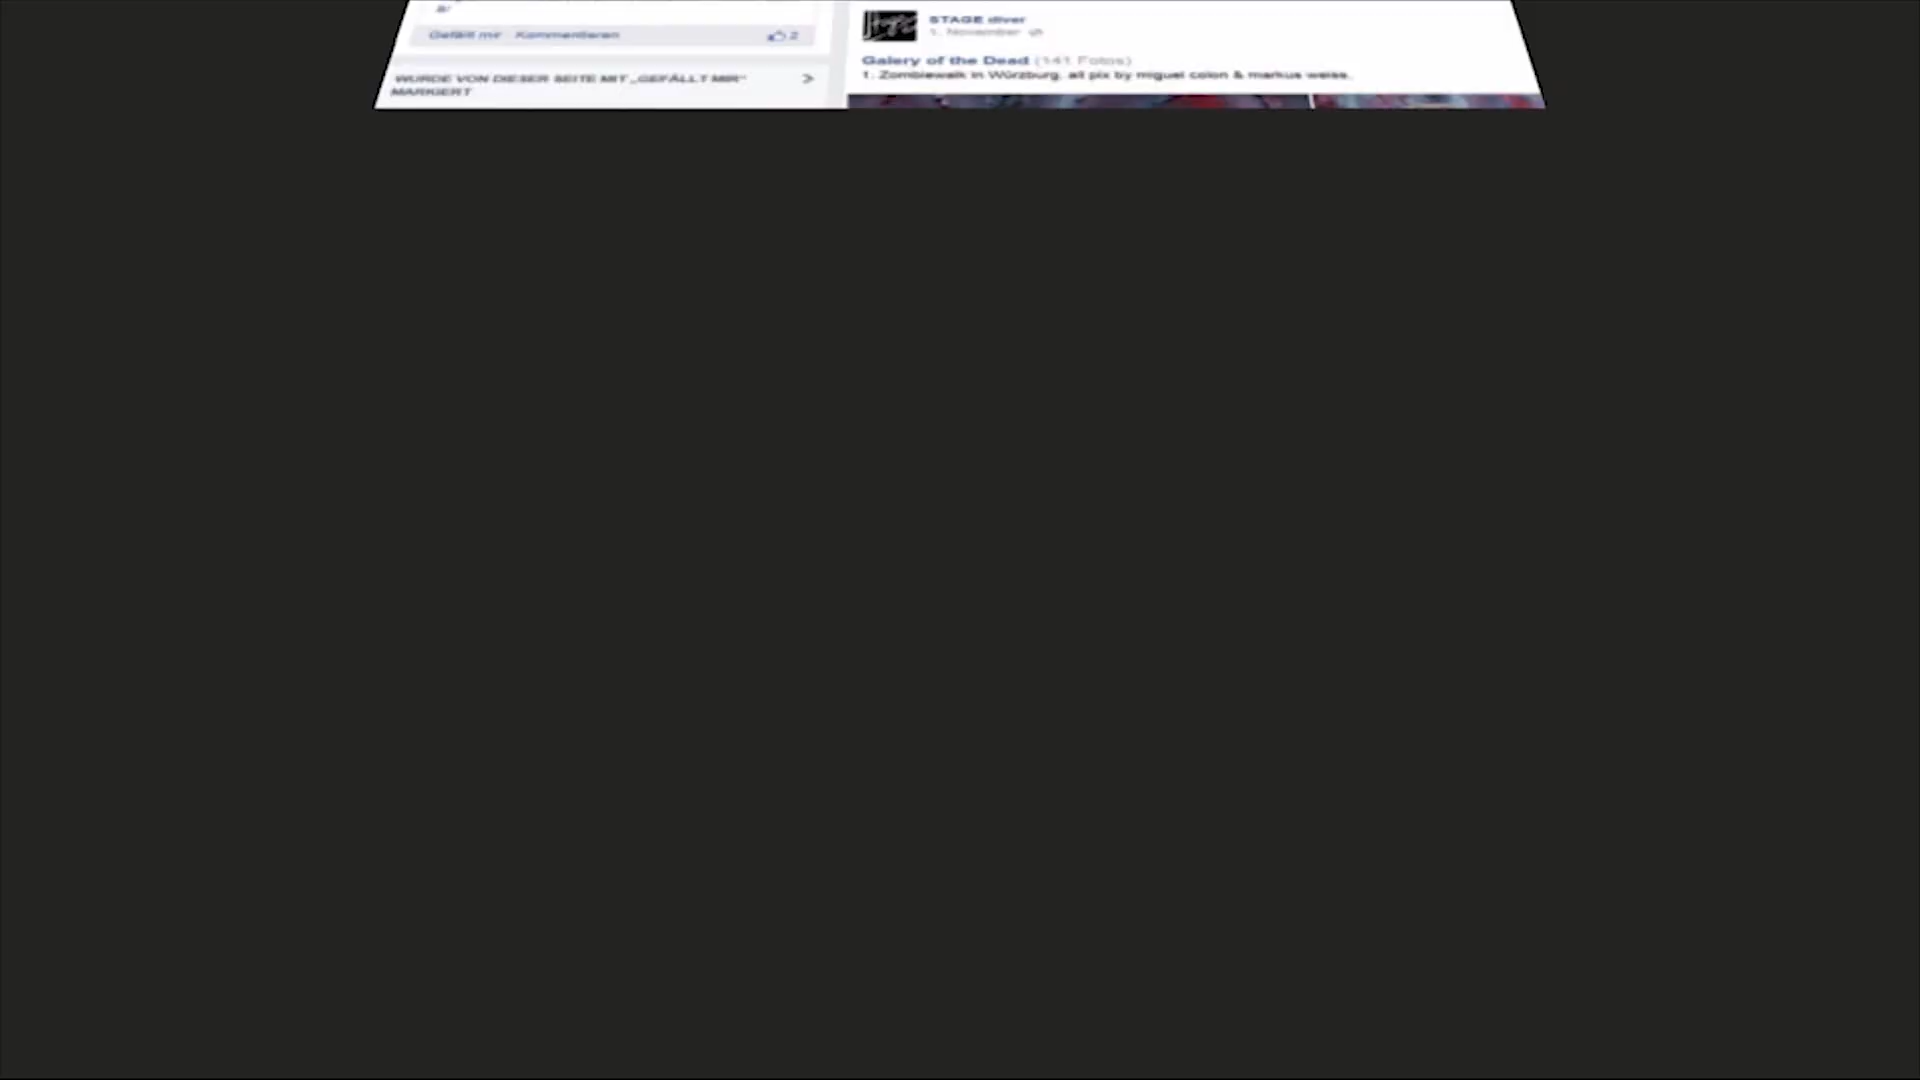 Gefällt mir · Kommentieren 2
WURDE VON DIESER SEITE MIT „GEFÄLLT MIR“
MARKIERT
STAGE diver
1. November
Galery of the Dead (141 Fotos)
1. Zombiewalk in Würzburg. all pix by miguel colon & markus weiss.